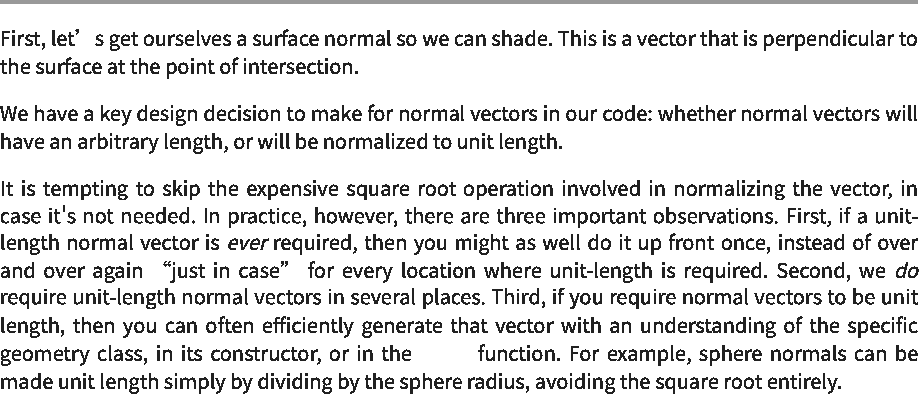 First, let’s get ourselves a surface normal so we can shade. This is a vector that is perpendicular to
the surface at the point of intersection.
We have a key design decision to make for normal vectors in our code: whether normal vectors will
have an arbitrary length, or will be normalized to unit length.
It is tempting to skip the expensive square root operation involved in normalizing the vector, in
case it's not needed. In practice, however, there are three important observations. First, if a unit-
length normal vector is ever required, then you might as well do it up front once, instead of over
and over again “just in case” for every location where unit-length is required. Second, we do
require unit-length normal vectors in several places. Third, if you require normal vectors to be unit
length, then you can often efficiently generate that vector with an understanding of the specific
geometry class, in its constructor, or in the function. For example, sphere normals can be
made unit length simply by dividing by the sphere radius, avoiding the square root entirely.